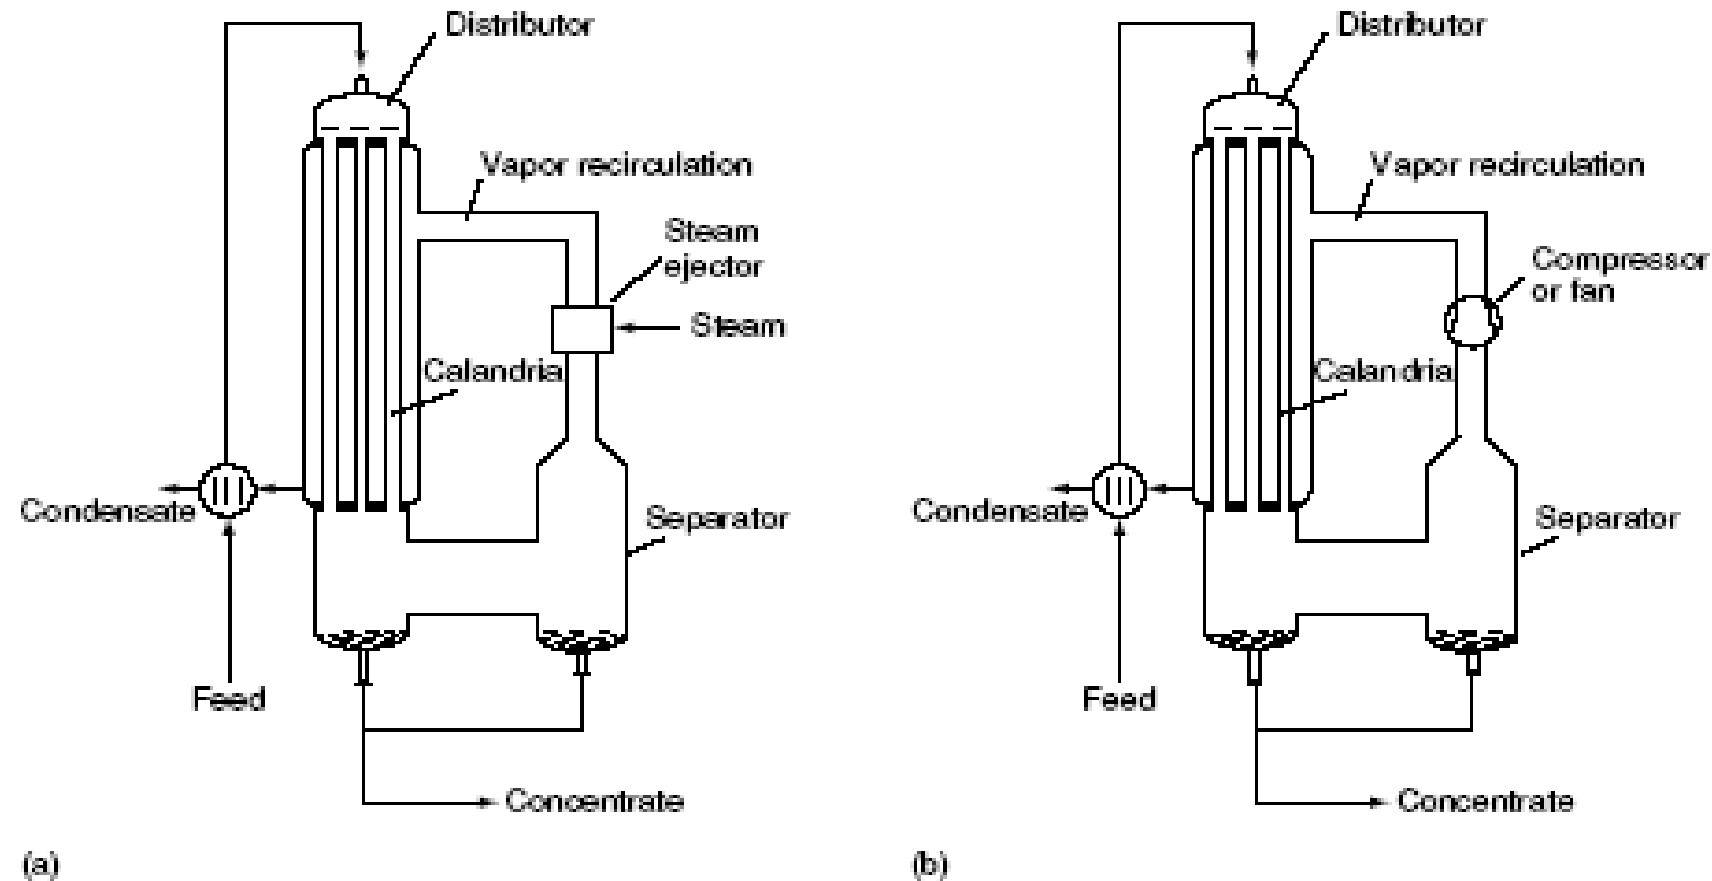 Distributor
Vapor recirculation
Steam
ejector
Steam
Calandria
Condensate
Separator
Feed
Concentrate
(a)
Distributor
Vapor recirculation
Compressor
or fan
Calandria
Condensate
Separator
Feed
Concentrate
(b)